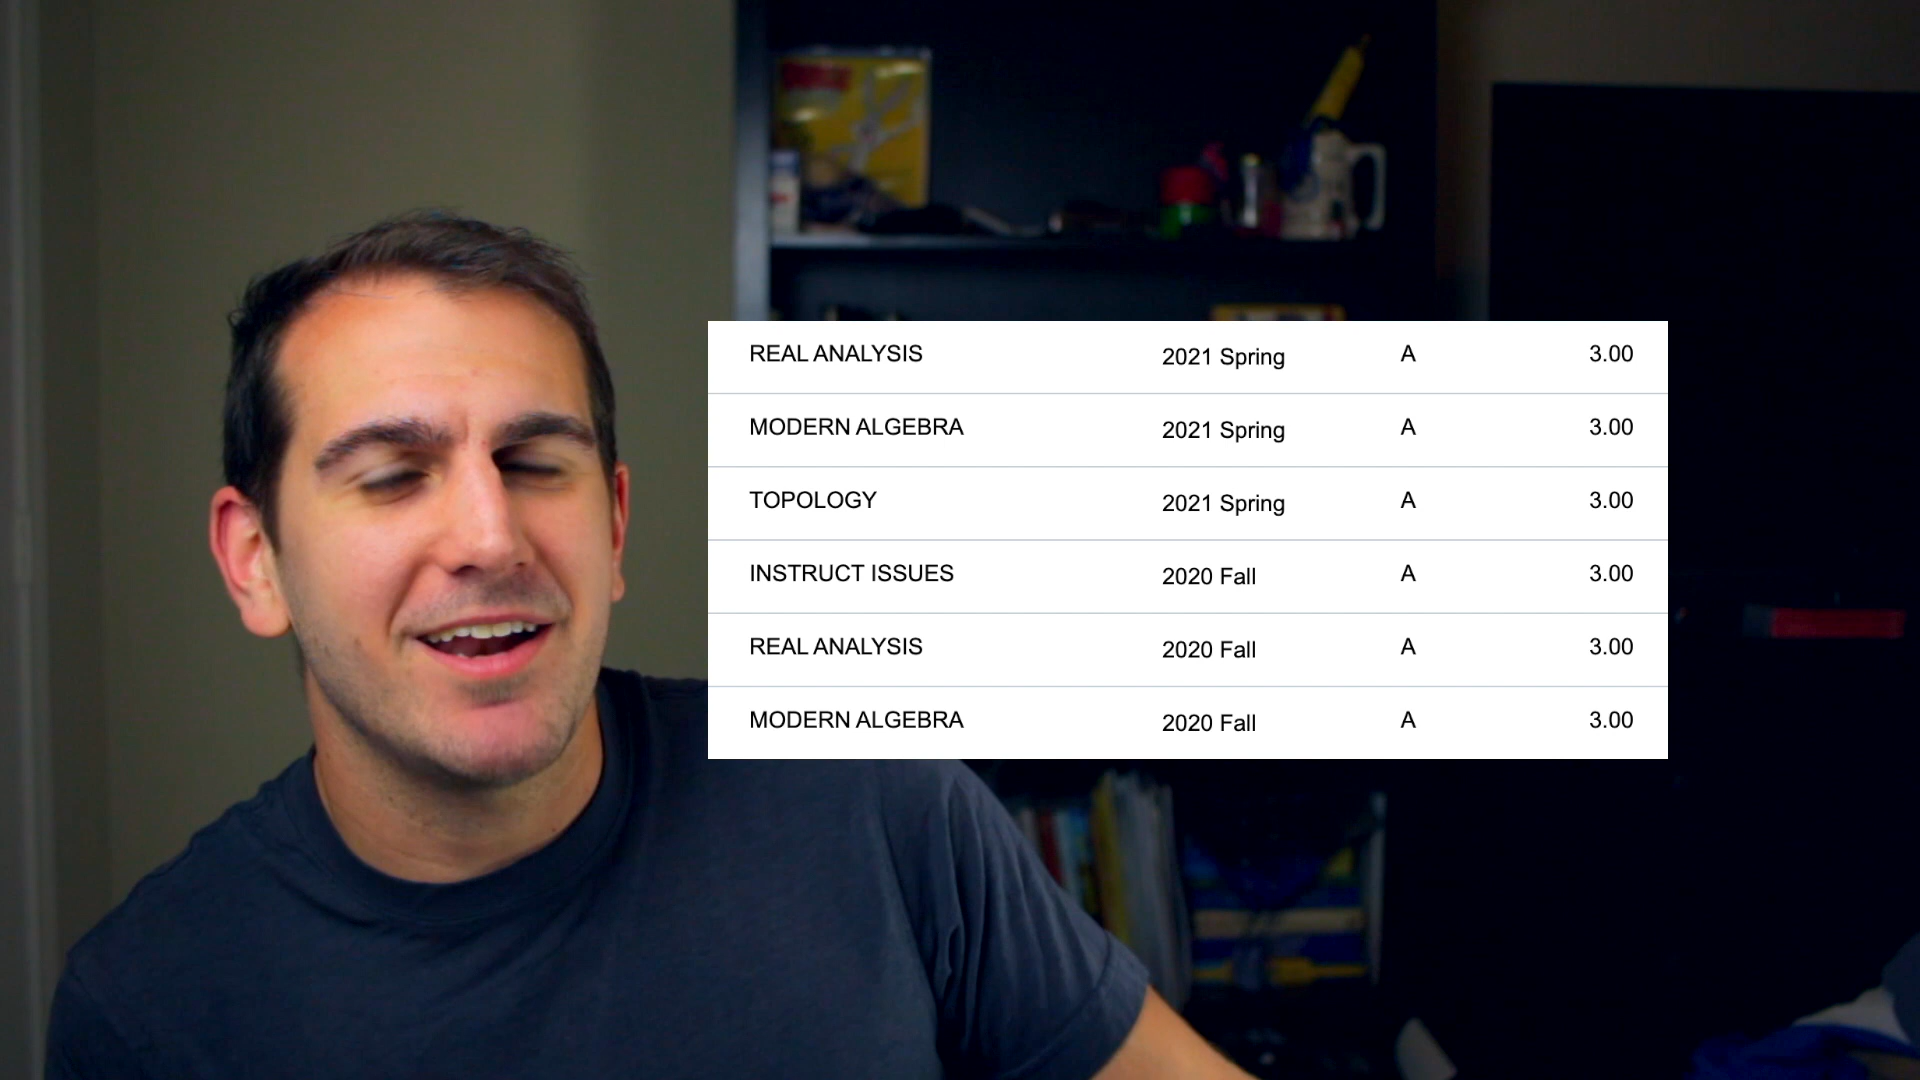 REAL ANALYSIS 2021 Spring A 3.00
MODERN ALGEBRA 2021 Spring A 3.00
TOPOLOGY 2021 Spring A 3.00
INSTRUCT ISSUES 2020 Fall A 3.00
REAL ANALYSIS 2020 Fall A 3.00
MODERN ALGEBRA 2020 Fall A 3.00